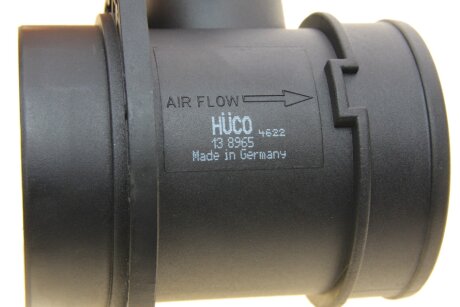 AIR FLOW
HÜCO 4622
13 8965
Made in Germany